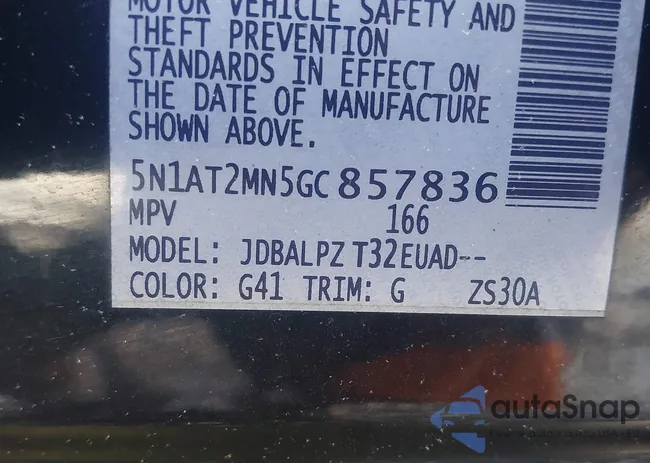 MOTOR VEHICLE SAFETY AND
THEFT PREVENTION
STANDARDS IN EFFECT ON
THE DATE OF MANUFACTURE
SHOWN ABOVE.
5N1AT2MN5GC857836
MPV 166
MODEL: JDBALPZ T32EUAD--
COLOR: G41 TRIM: G ZS30A
autoSnap